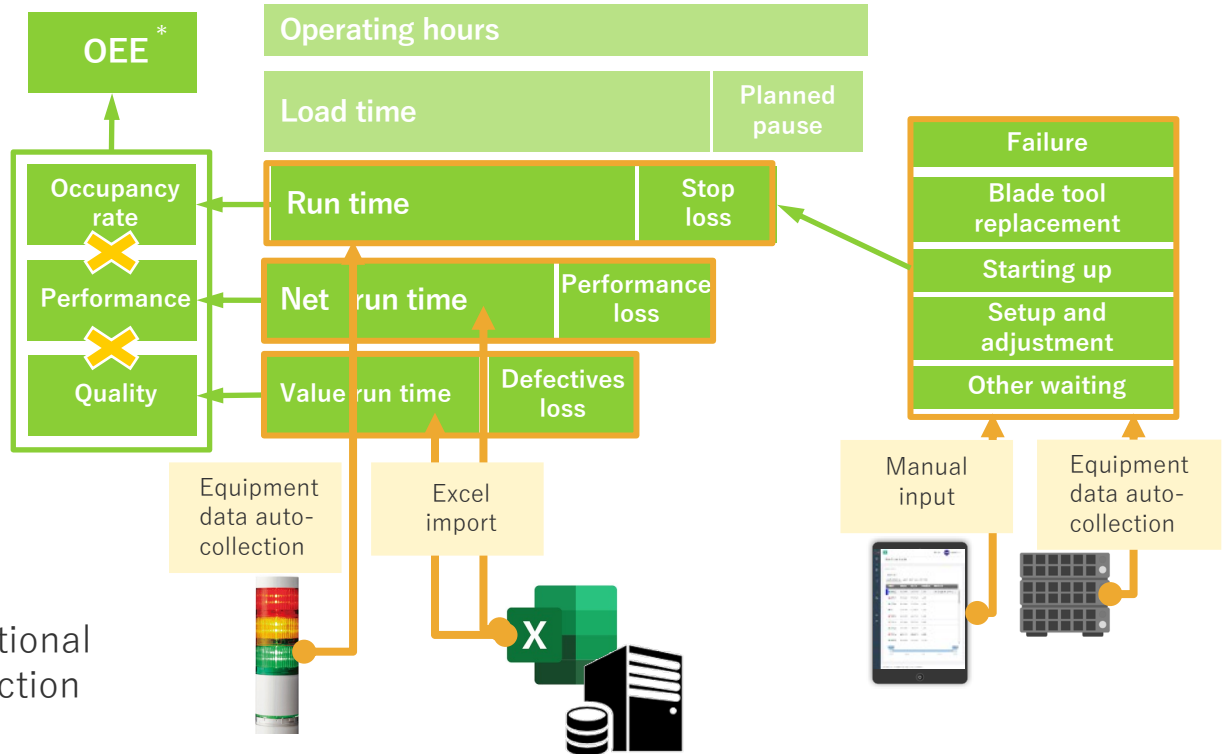 OEE *
Operating hours
Load time
Planned
pause
Occupancy
rate
Run time
Stop
loss
Performance
Net run time
Performance
loss
Quality
Value run time
Defectives
loss
Failure
Blade tool
replacement
Starting up
Setup and
adjustment
Other waiting
Equipment
data auto-
collection
Excel
import
Manual
input
Equipment
data auto-
collection
X
tional
ction